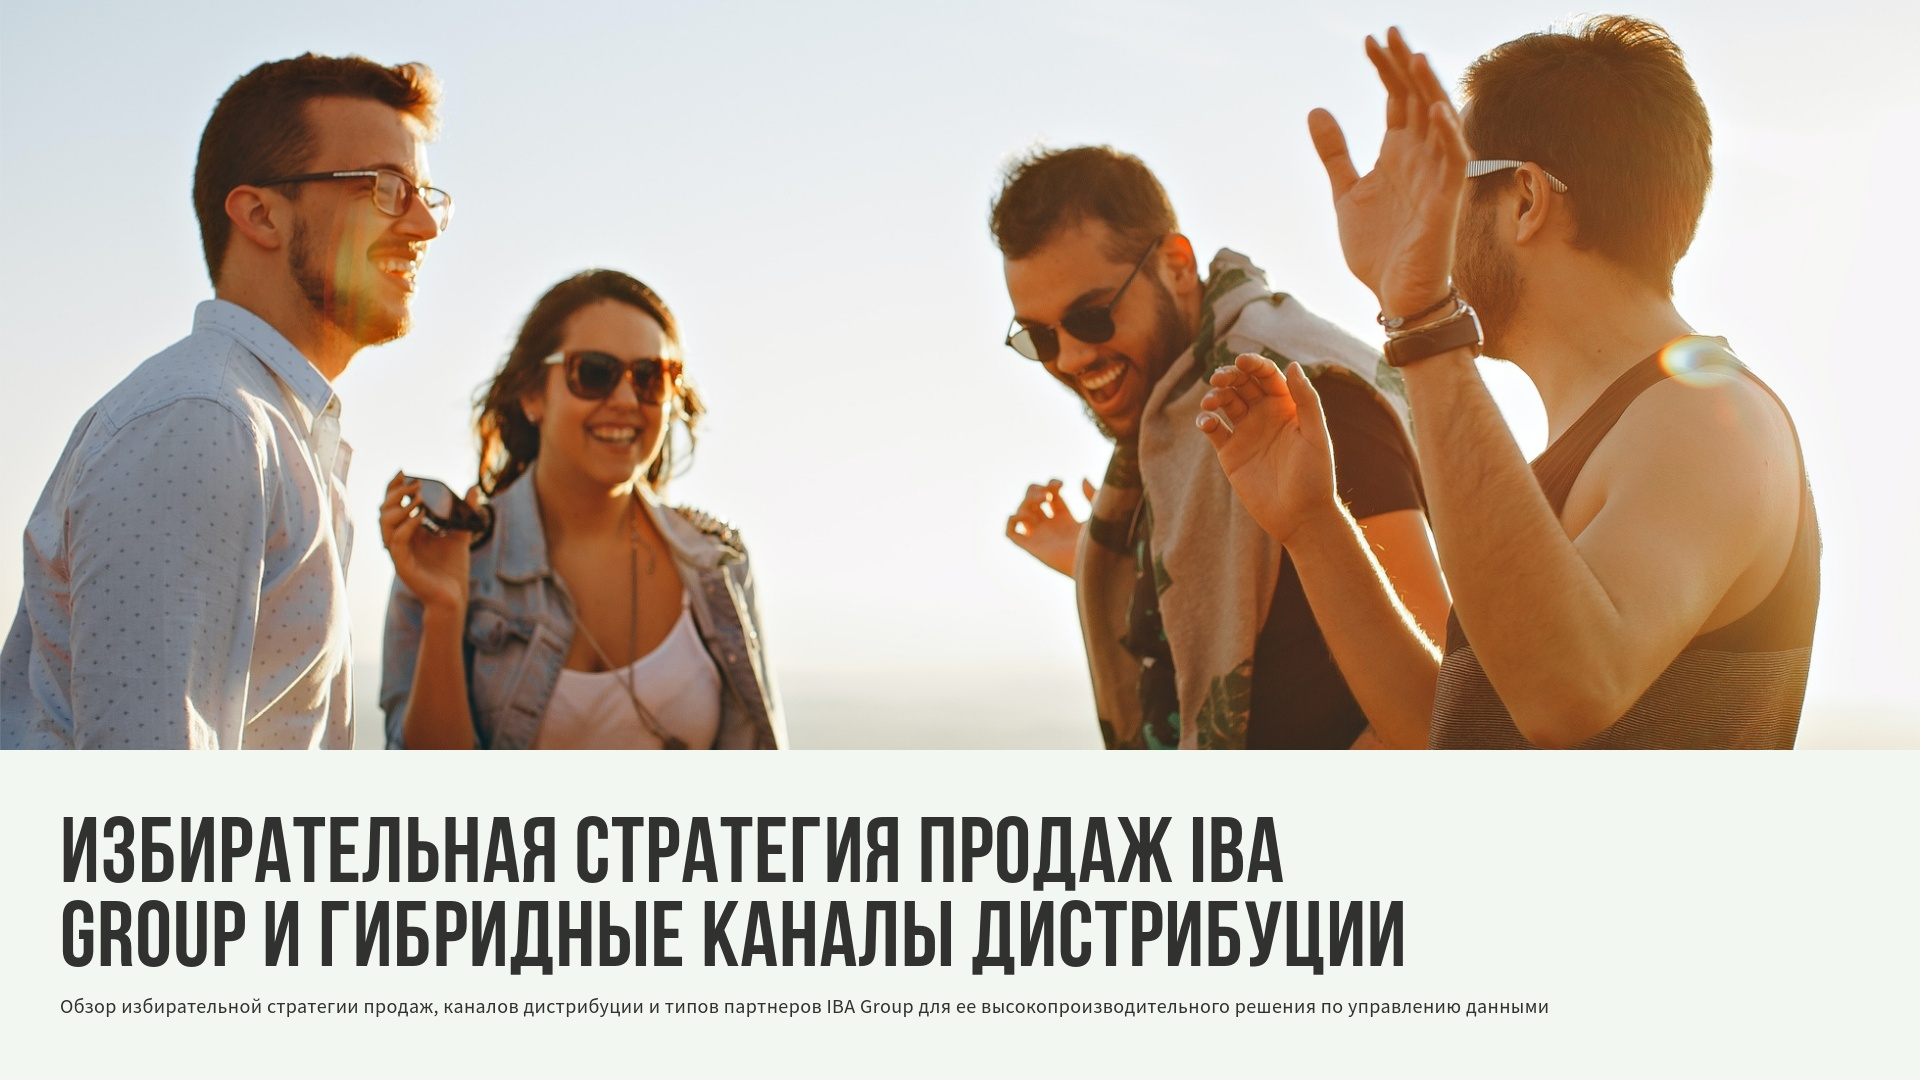 ИЗБИРАТЕЛЬНАЯ СТРАТЕГИЯ ПРОДАЖ IBA
GROUP И ГИБРИДНЫЕ КАНАЛЫ ДИСТРИБУЦИИ
Обзор избирательной стратегии продаж, каналов дистрибуции и типов партнеров IBA Group для ее высокопроизводительного решения по управлению данными